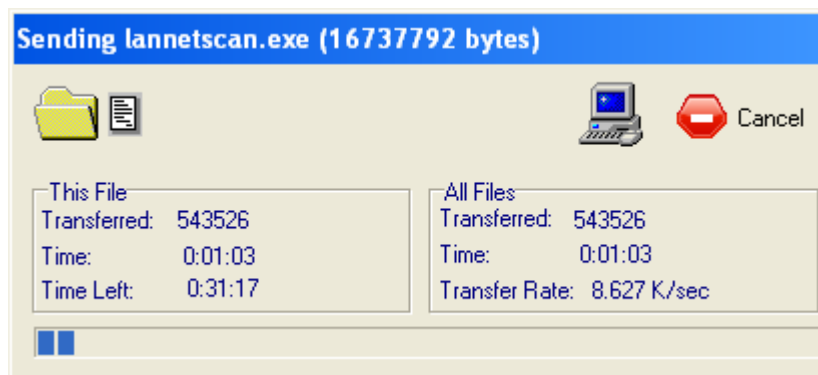 Sending lannetscan.exe (16737792 bytes)
Cancel
This File
Transferred: 543526
Time: 0:01:03
Time Left: 0:31:17
All Files
Transferred: 543526
Time: 0:01:03
Transfer Rate: 8.627 K/sec